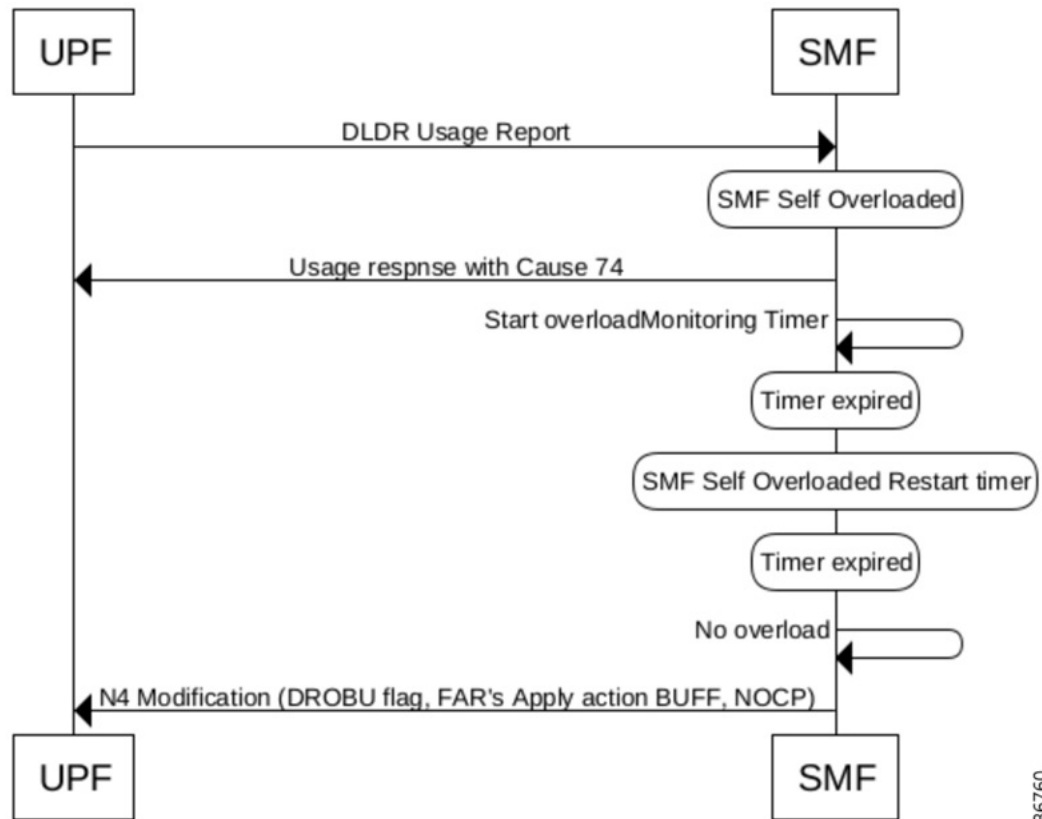 UPF
SMF
DLDR Usage Report
SMF Self Overloaded
Usage respnse with Cause 74
Start overloadMonitoring Timer
Timer expired
SMF Self Overloaded Restart timer
Timer expired
No overload
N4 Modification (DROBU flag, FAR's Apply action BUFF, NOCP)
UPF
SMF